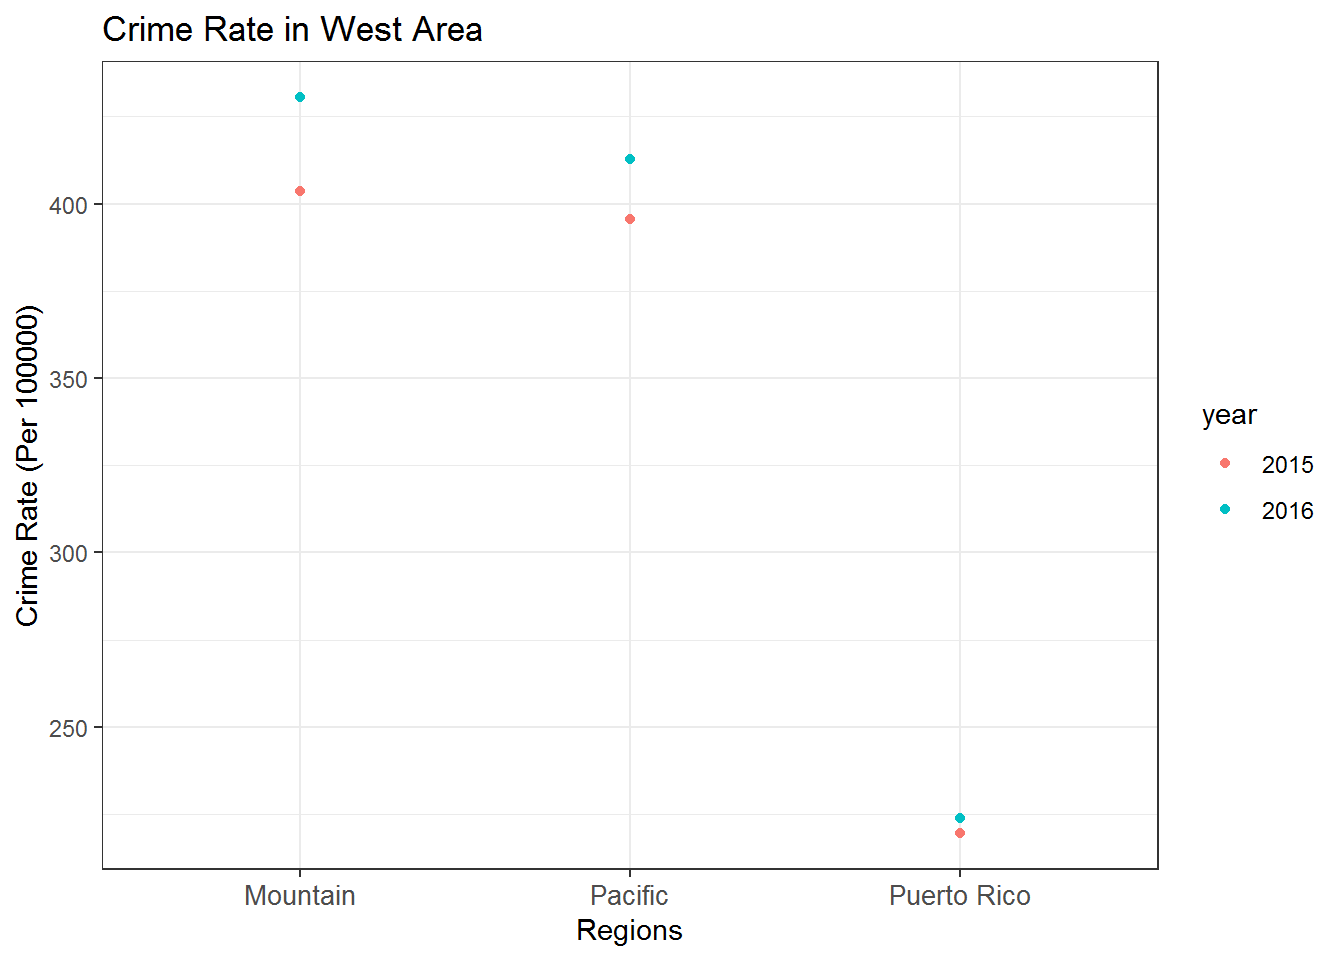 Crime Rate in West Area
Crime Rate (Per 100000)
400
350
300
250
Mountain
Pacific
Puerto Rico
Regions
year
2015
2016